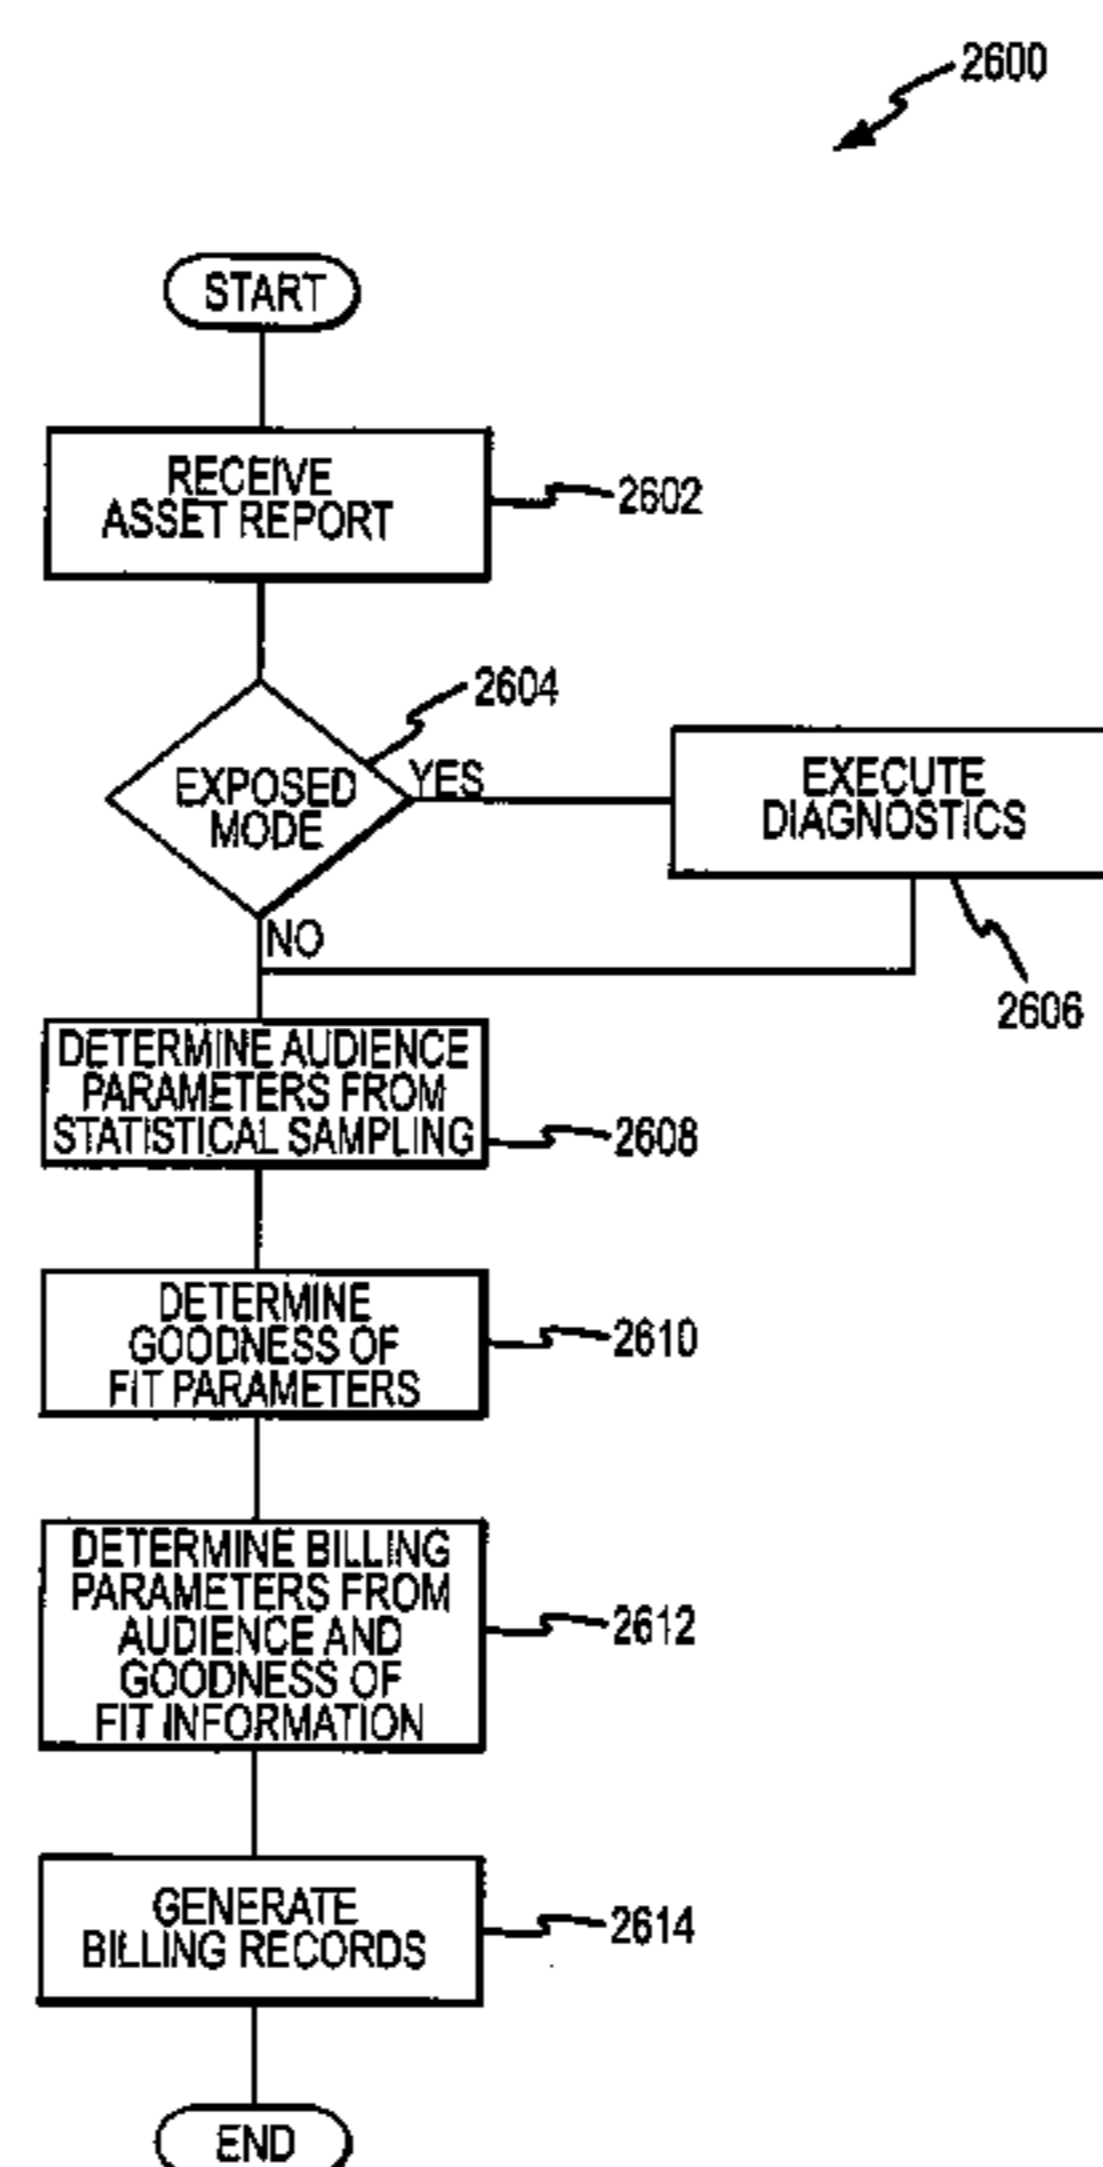 2600
START
RECEIVE
ASSET REPORT
2602
2604
EXPOSED
MODE
YES
EXECUTE
DIAGNOSTICS
NO
2606
DETERMINE AUDIENCE
PARAMETERS FROM
STATISTICAL SAMPLING
2608
DETERMINE
GOODNESS OF
FIT PARAMETERS
2610
DETERMINE BILLING
PARAMETERS FROM
AUDIENCE AND
GOODNESS OF
FIT INFORMATION
2612
GENERATE
BILLING RECORDS
2614
END